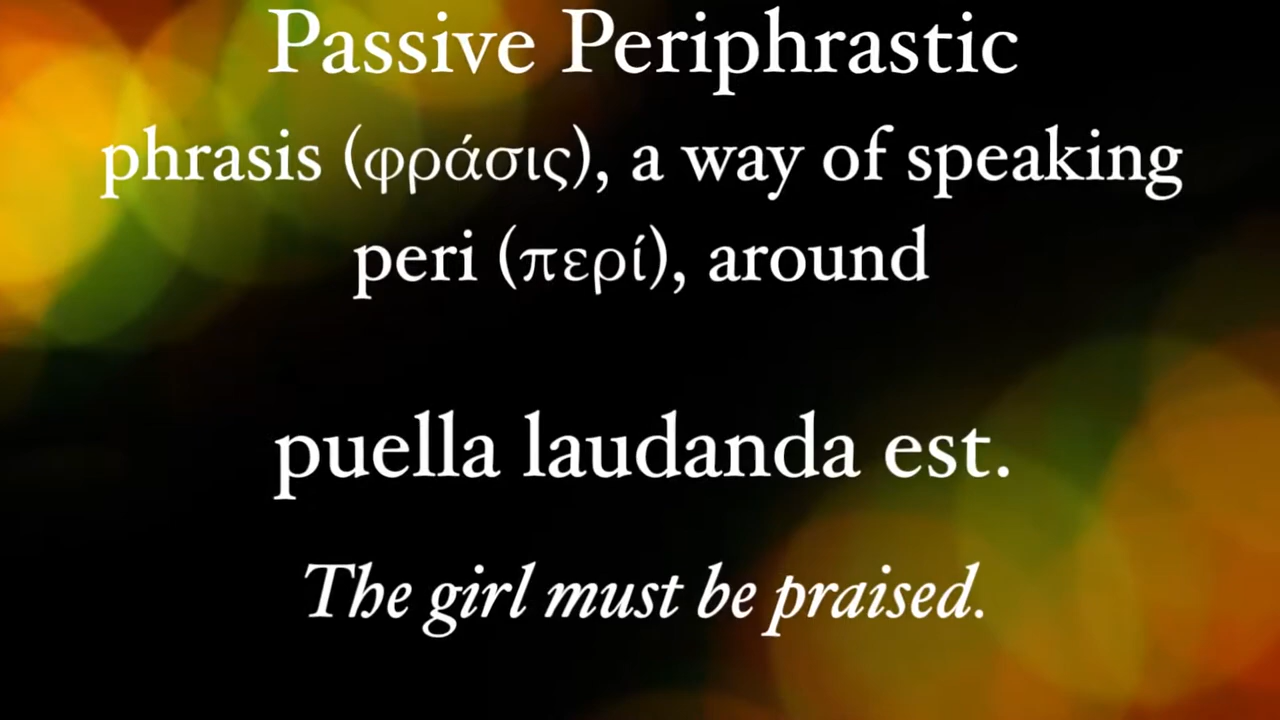 Passive Periphrastic
phrasis (φράσις), a way of speaking
peri (περί), around
puella laudanda est.
The girl must be praised.